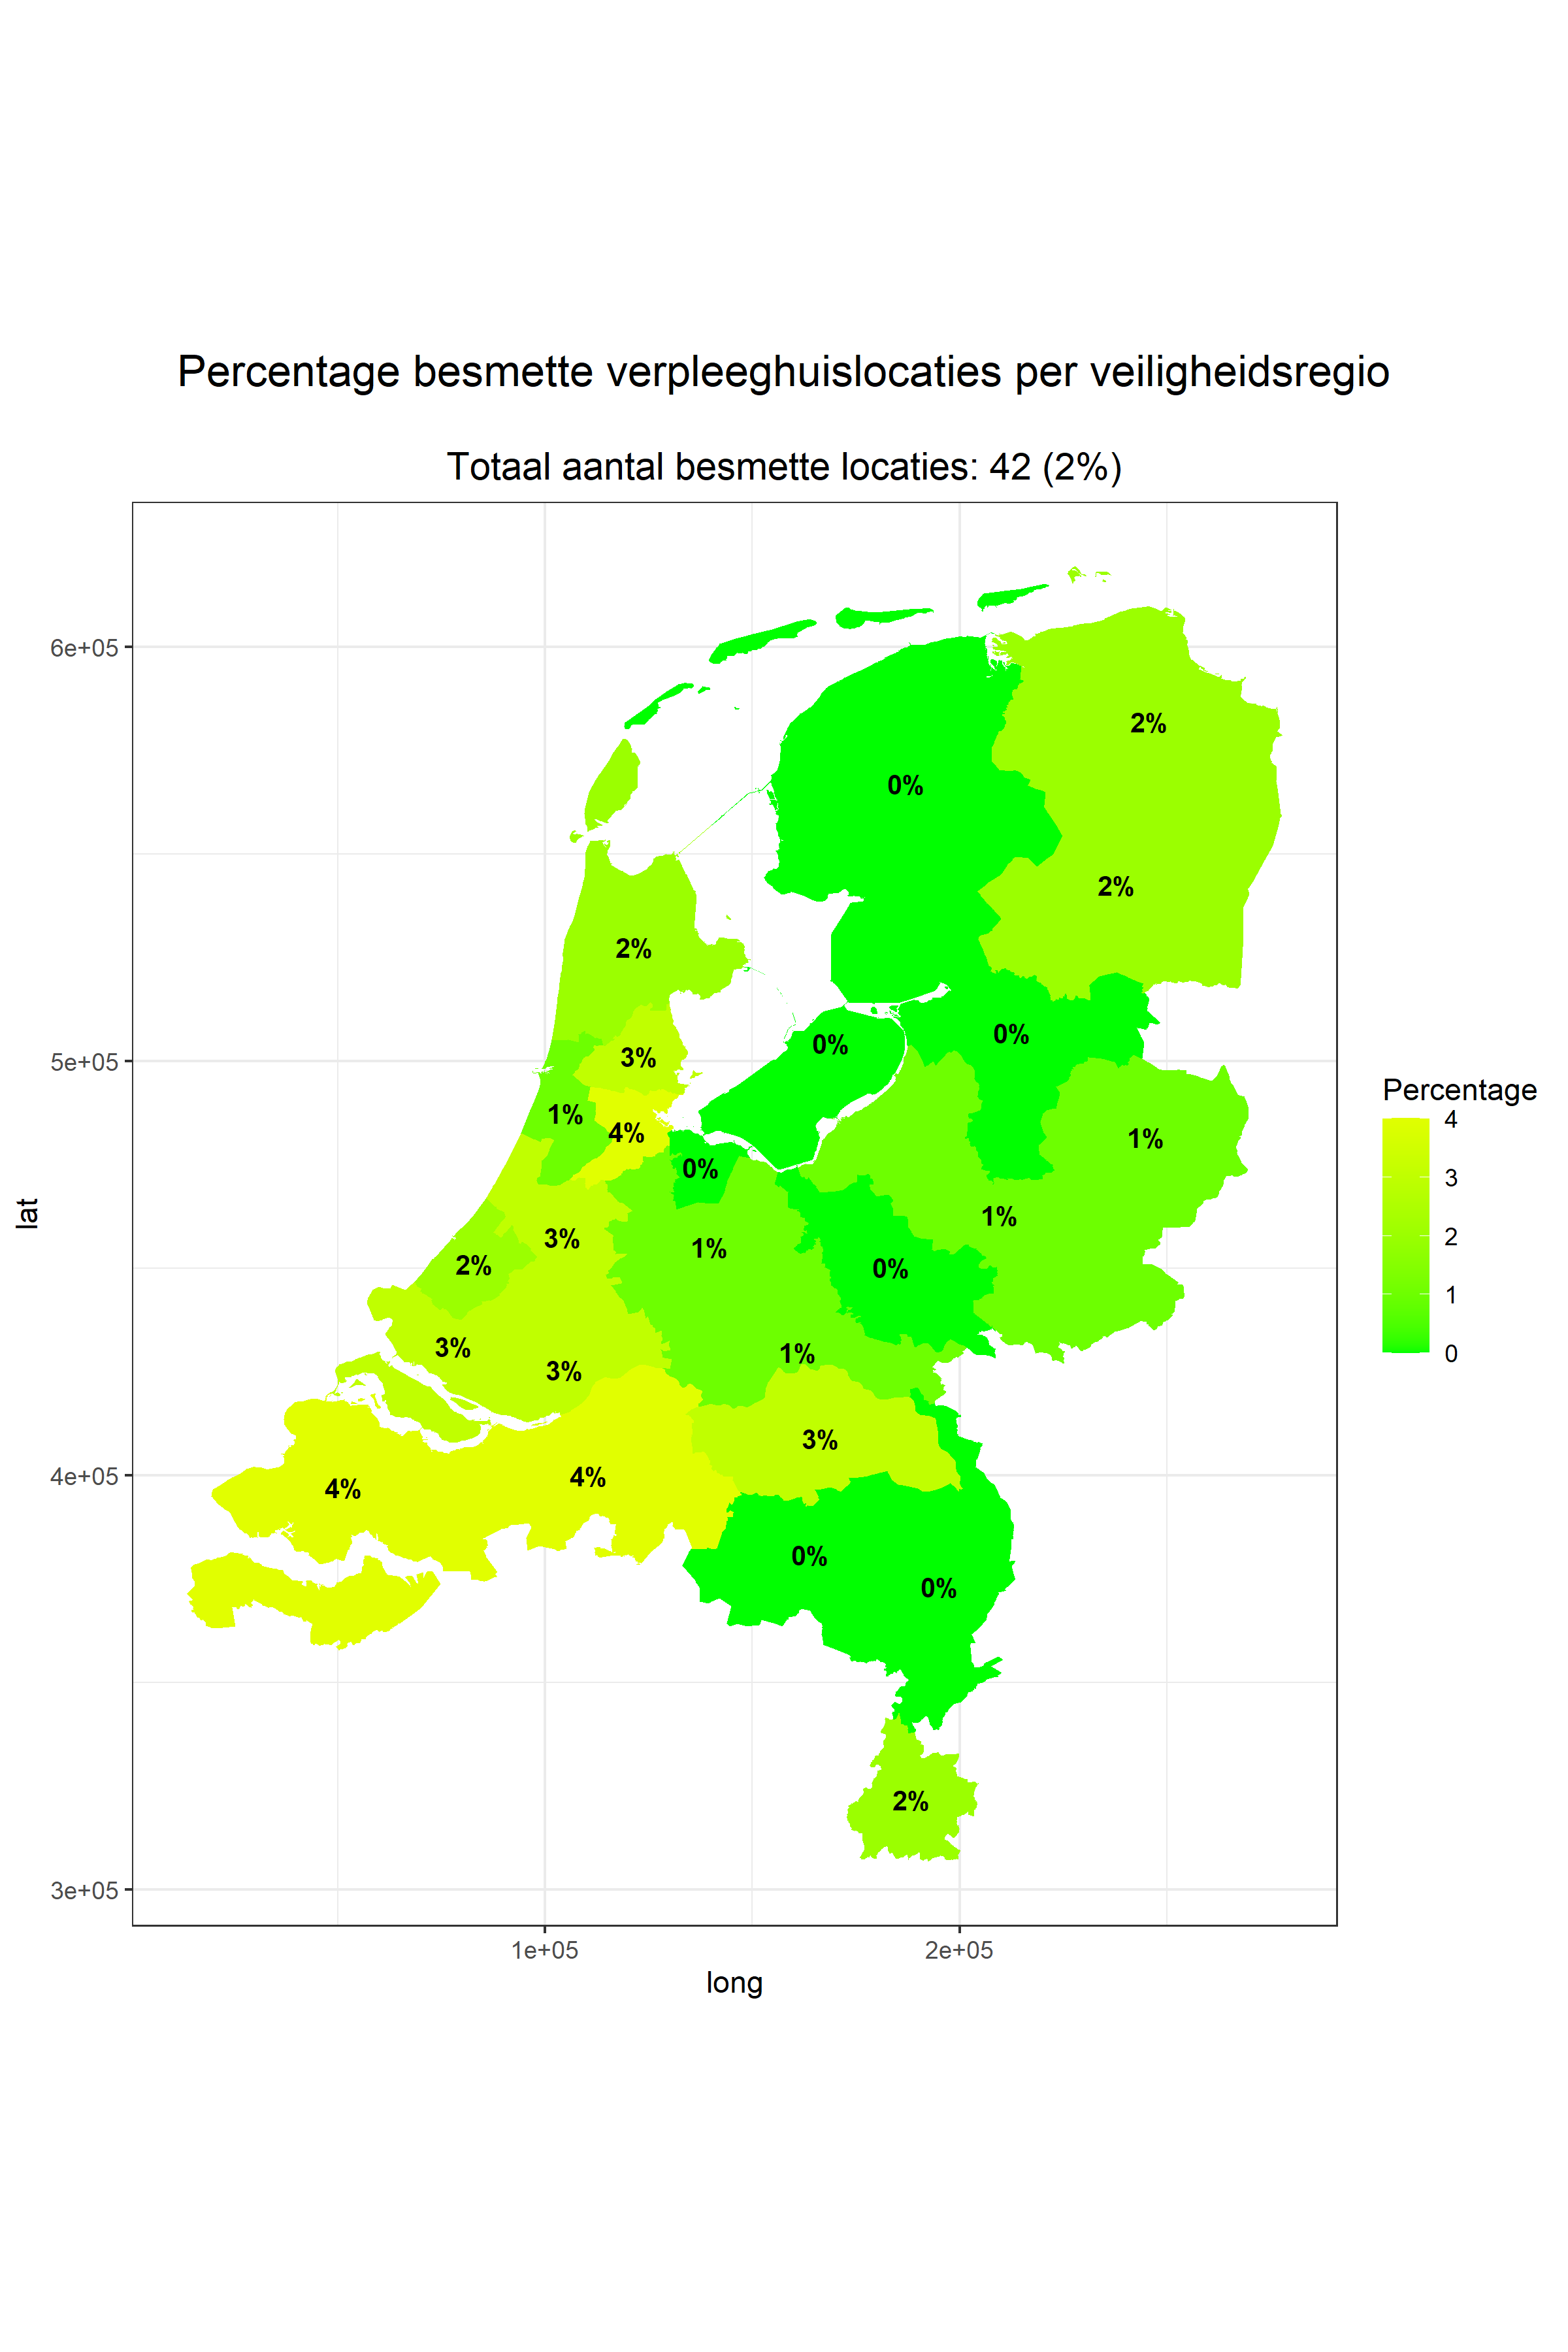 Percentage besmette verpleeghuislocaties per veiligheidsregio
Totaal aantal besmette locaties: 42 (2%)
6e+05
2%
0%
2%
2%
0%
0%
5e+05
3%
Percentage
1%
4%
4%
1%
0%
3%
1%
3%
1%
2%
2%
0%
1%
3%
1%
0
3%
3%
4e+05
4%
4%
0%
0%
2%
3e+05
1e+05
2e+05
lat
long